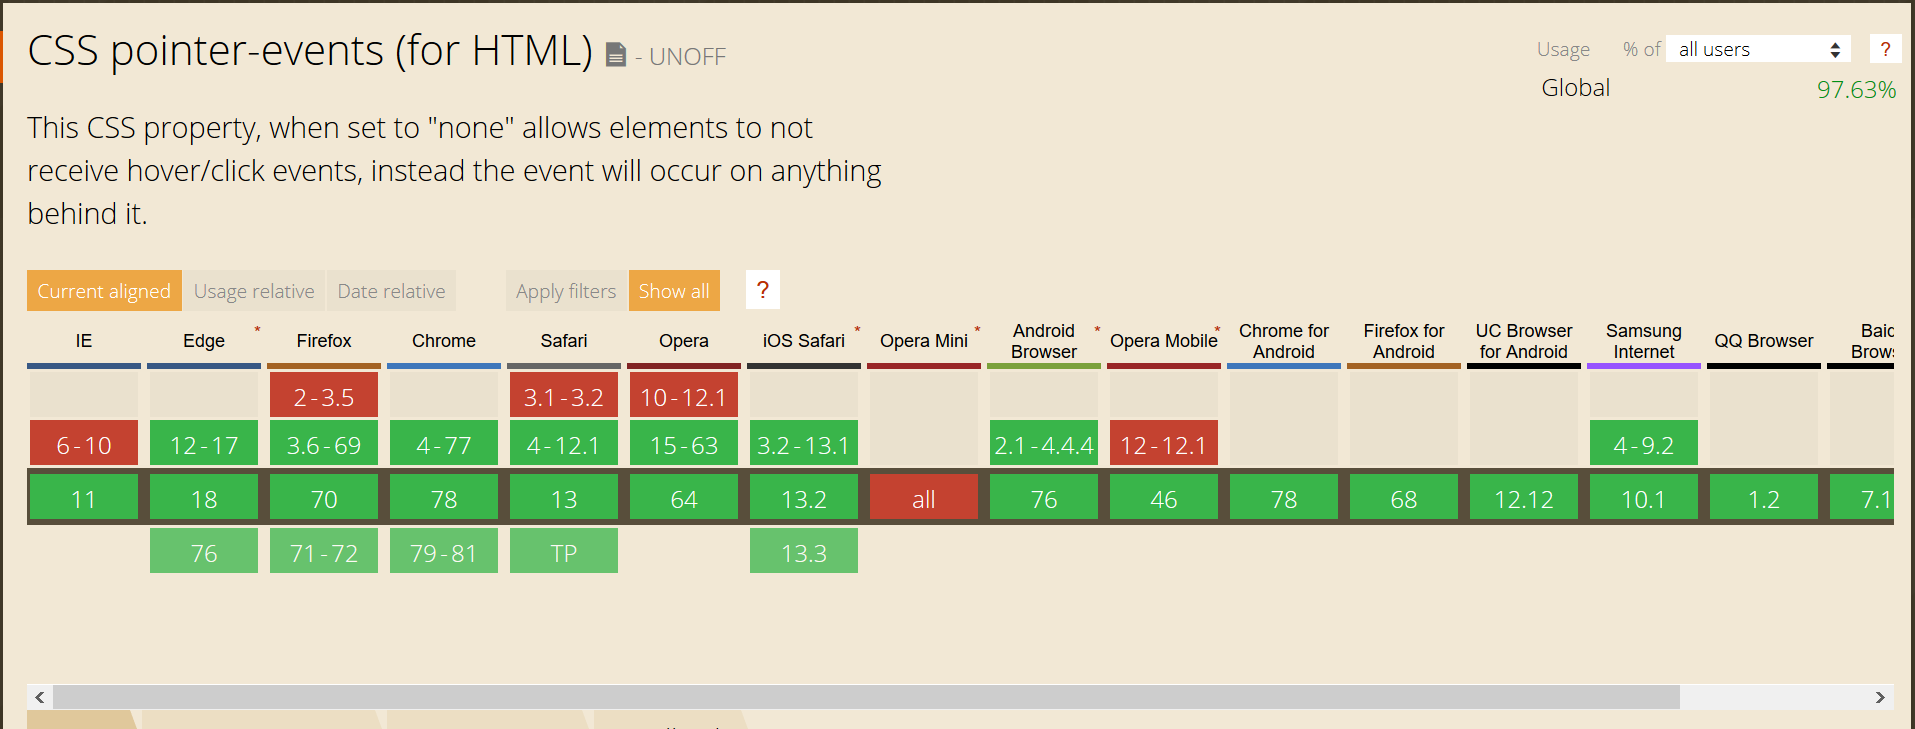 CSS pointer-events (for HTML) - UNOFF
Usage % of all users ?
Global 97.63%
This CSS property, when set to "none" allows elements to not
receive hover/click events, instead the event will occur on anything
behind it.
Current aligned Usage relative Date relative Apply filters Show all ?
IE Edge * Firefox Chrome Safari Opera iOS Safari * Opera Mini * Android Browser * Opera Mobile * Chrome for Android Firefox for Android UC Browser for Android Samsung Internet QQ Browser
2-3.5 3.1-3.2 10-12.1
6-10 12-17 3.6-69 4-77 4-12.1 15-63 3.2-13.1 2.1-4.4.4 12-12.1 4-9.2
11 18 70 78 13 64 13.2 all 76 46 78 68 12.12 10.1 1.2 7.1
76 71-72 79-81 TP 13.3